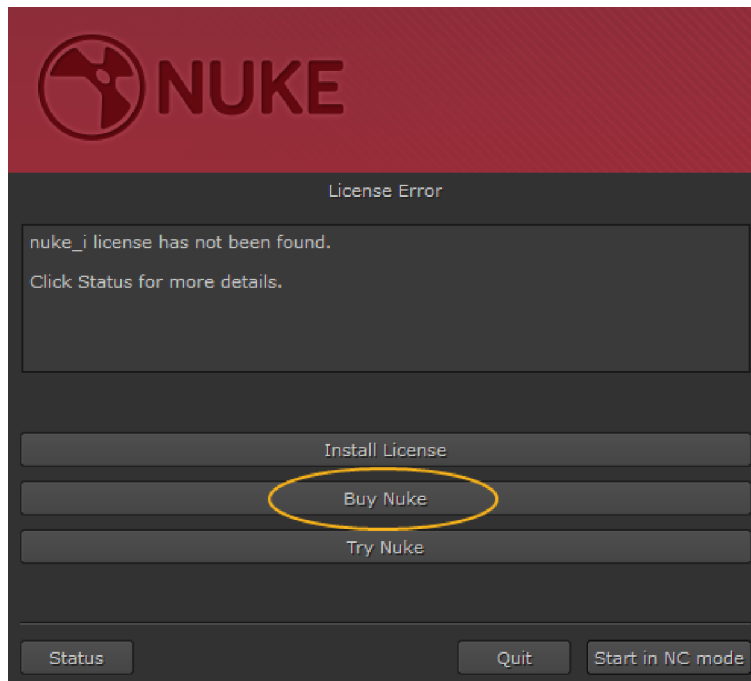 NUKE
License Error
nuke_i license has not been found.
Click Status for more details.
Install License
Buy Nuke
Try Nuke
Status Quit Start in NC mode